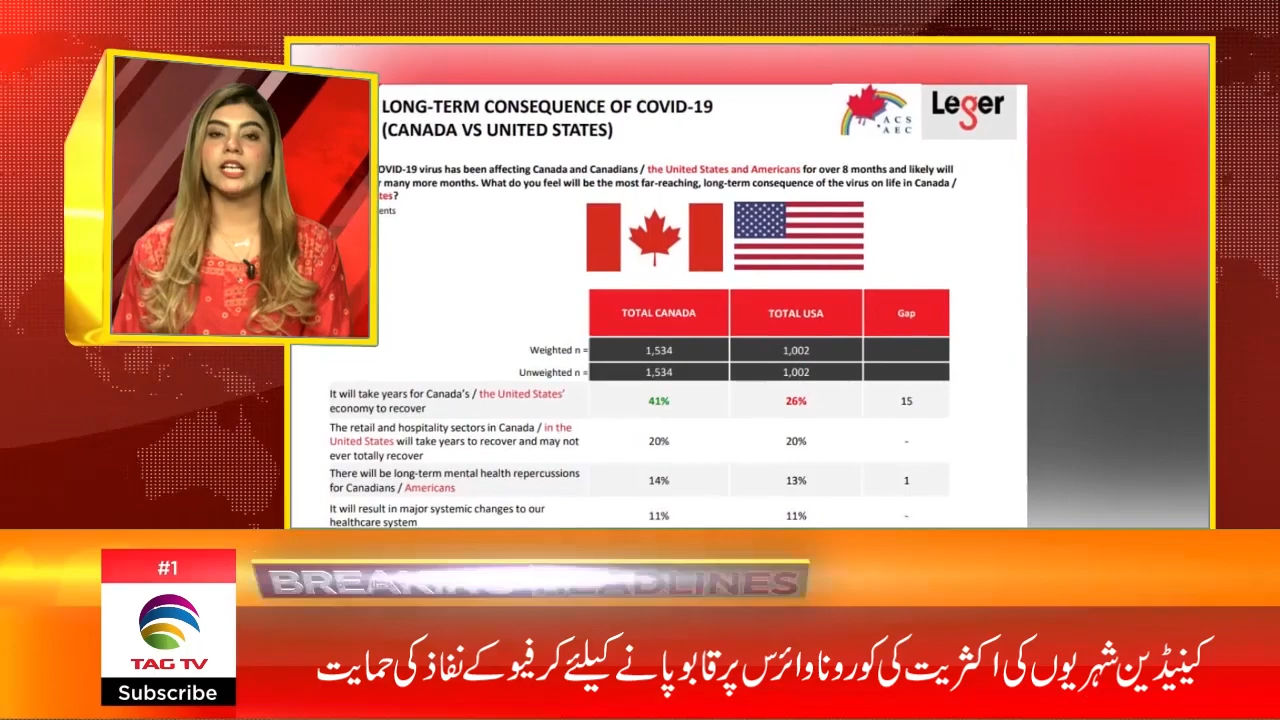 LONG-TERM CONSEQUENCE OF COVID-19
(CANADA VS UNITED STATES)
ACS
AEC
Leger
OVID-19 virus has been affecting Canada and Canadians / the United States and Americans for over 8 months and likely will
many more months. What do you feel will be the most far-reaching, long-term consequence of the virus on life in Canada /
tes?
ents
TOTAL CANADA TOTAL USA Gap
Weighted n = 1,534 1,002
Unweighted n = 1,534 1,002
It will take years for Canada's / the United States'
economy to recover 41% 26% 15
The retail and hospitality sectors in Canada / in the
United States will take years to recover and may not
ever totally recover 20% 20% -
There will be long-term mental health repercussions
for Canadians / Americans 14% 13% 1
It will result in major systemic changes to our
healthcare system 11% 11% -
#1
TAG TV
Subscribe
BREAKING HEADLINES
کینیڈین شہریوں کی اکثریت کی کورونا وائرس پر قابو پانے کیلئے کرفیو کے نفاذ کی حمایت